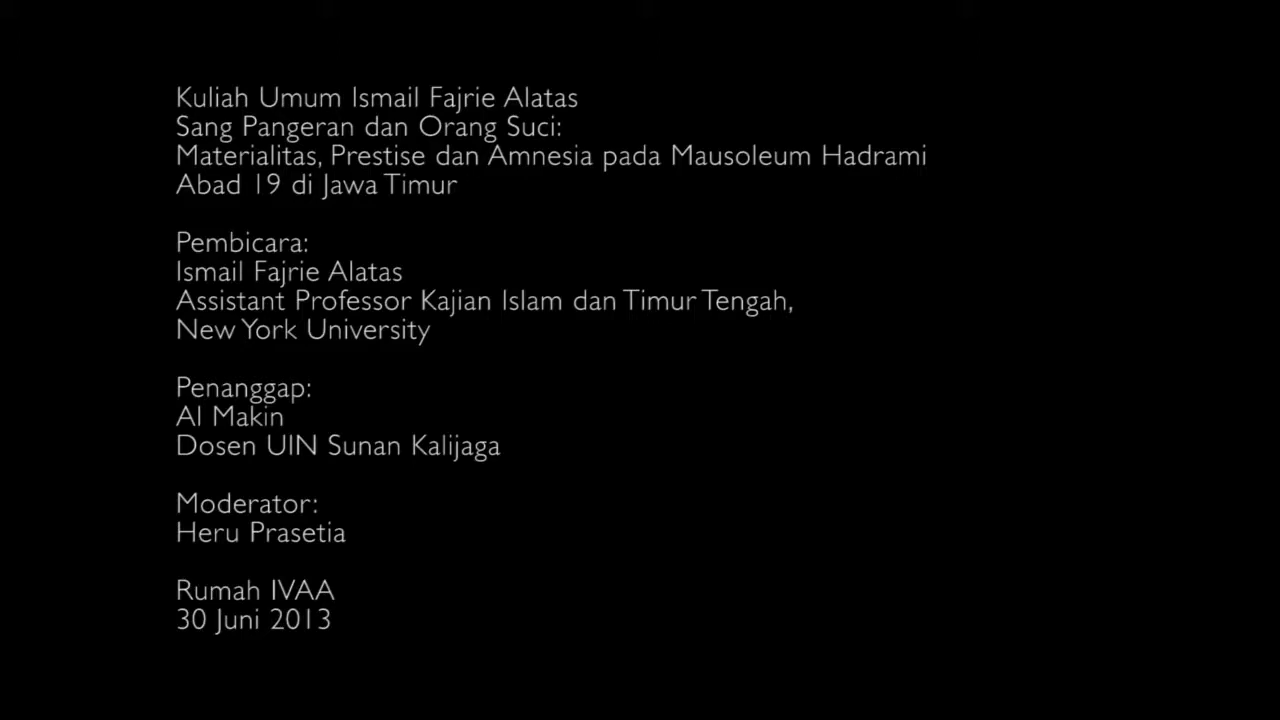 Kuliah Umum Ismail Fajrie Alatas
Sang Pangeran dan Orang Suci:
Materialitas, Prestise dan Amnesia pada Mausoleum Hadrami
Abad 19 di Jawa Timur
Pembicara:
Ismail Fajrie Alatas
Assistant Professor Kajian Islam dan Timur Tengah,
New York University
Penanggap:
Al Makin
Dosen UIN Sunan Kalijaga
Moderator:
Heru Prasetia
Rumah IVAA
30 Juni 2013